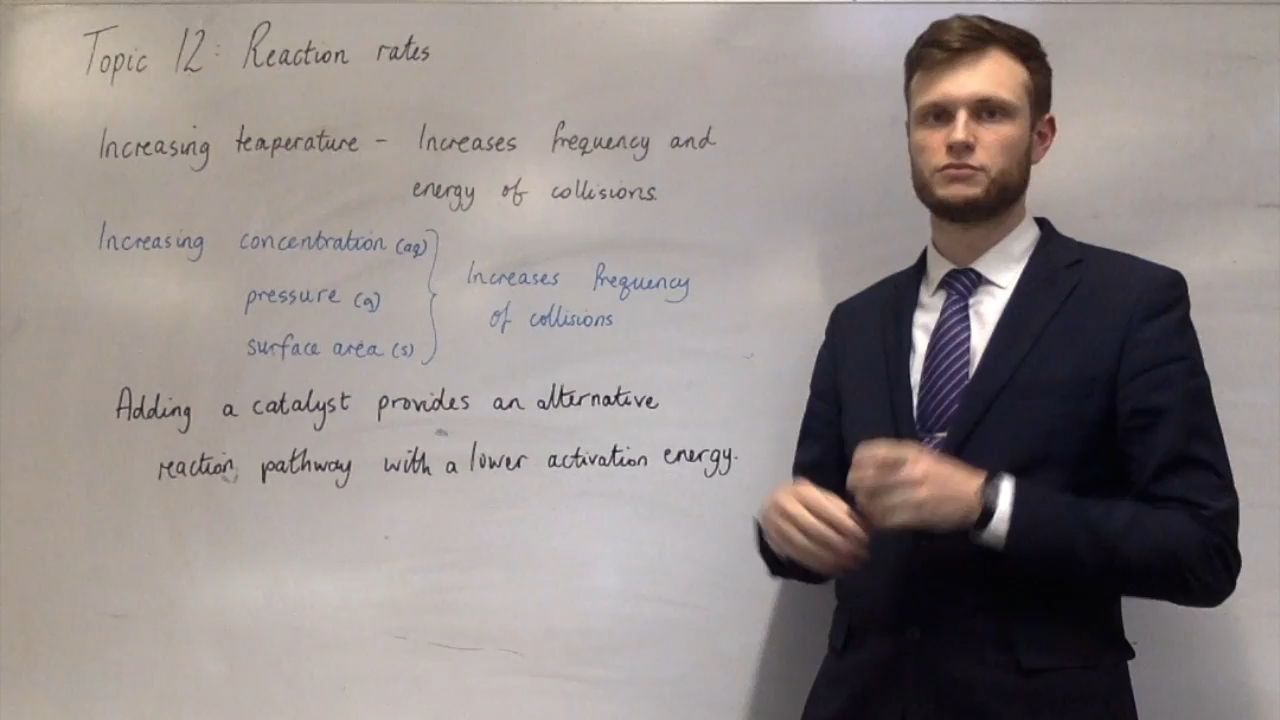 Topic 12: Reaction rates
Increasing temperature - Increases frequency and
energy of collisions.
Increasing concentration (aq)
pressure (g)
surface area (s)
Increases frequency
of collisions
Adding a catalyst provides an alternative
reaction pathway with a lower activation energy.